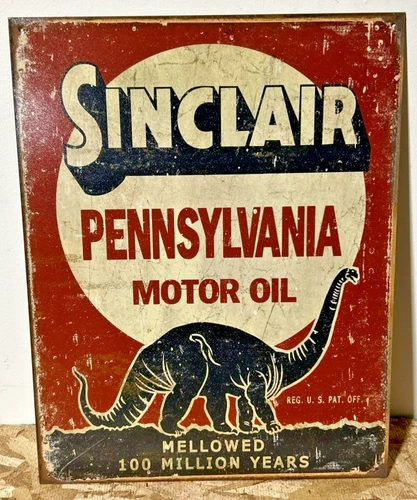 SINCLAIR
PENNSYLVANIA
MOTOR OIL
REG. U. S. PAT. OFF.
MELLOWED
100 MILLION YEARS